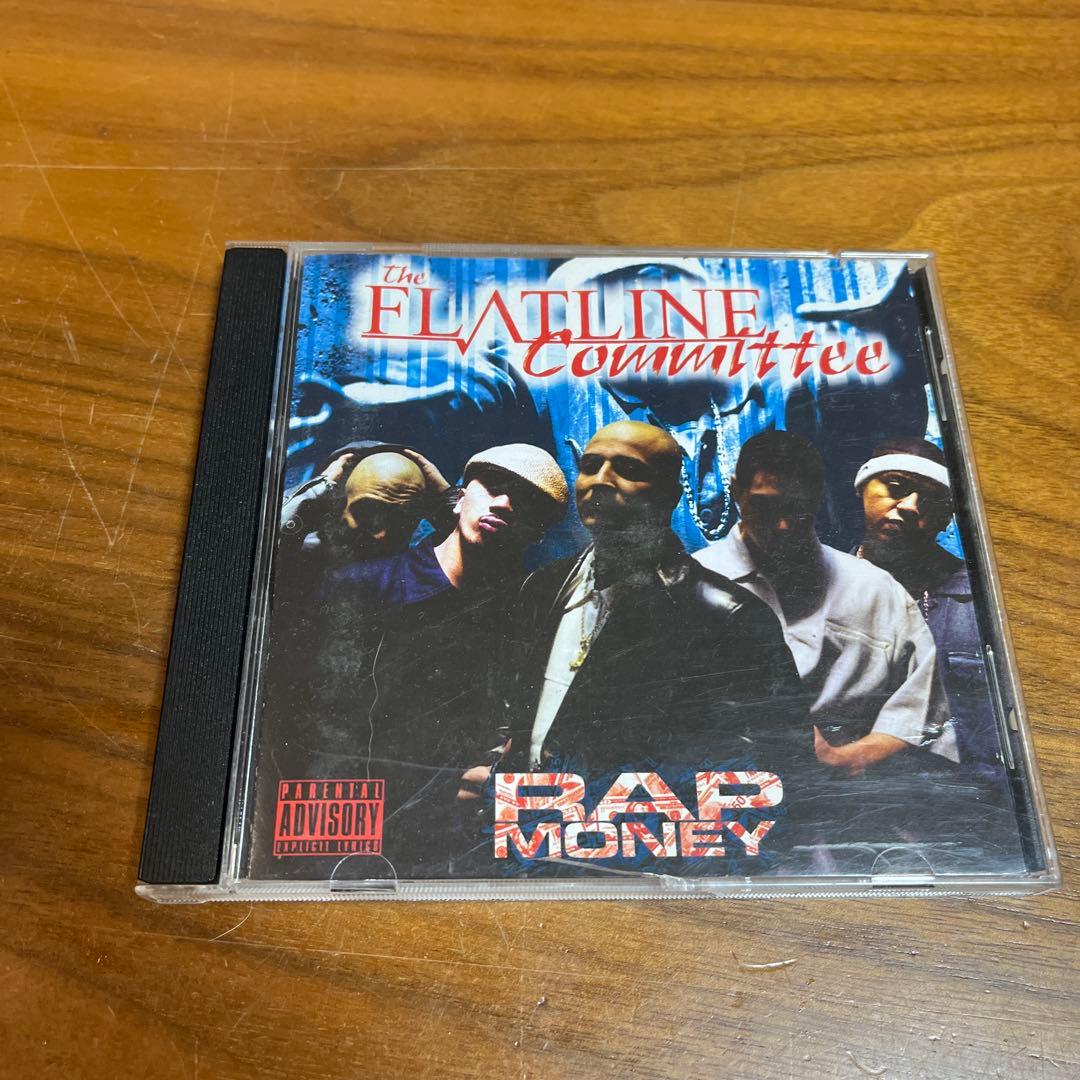 The
FLATLINE
Committee
PARENTAL
ADVISORY
EXPLICIT LYRICS
RAP
MONEY